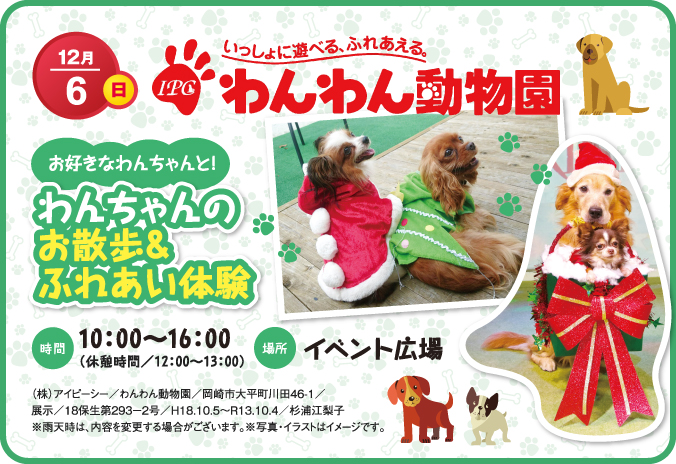 12月
6
日
いっしょに遊べる、ふれあえる。
IPC
わんわん動物園
お好きなわんちゃんと!
わんちゃんの
お散歩&
ふれあい体験
時間 10:00〜16:00
(休憩時間/12:00〜13:00)
場所 イベント広場
(株)アイピーシー/わんわん動物園/岡崎市大平町川田46-1/
展示/18保生第293−2号/H18.10.5〜R13.10.4/杉浦江梨子
※雨天時は、内容を変更する場合がございます。※写真・イラストはイメージです。